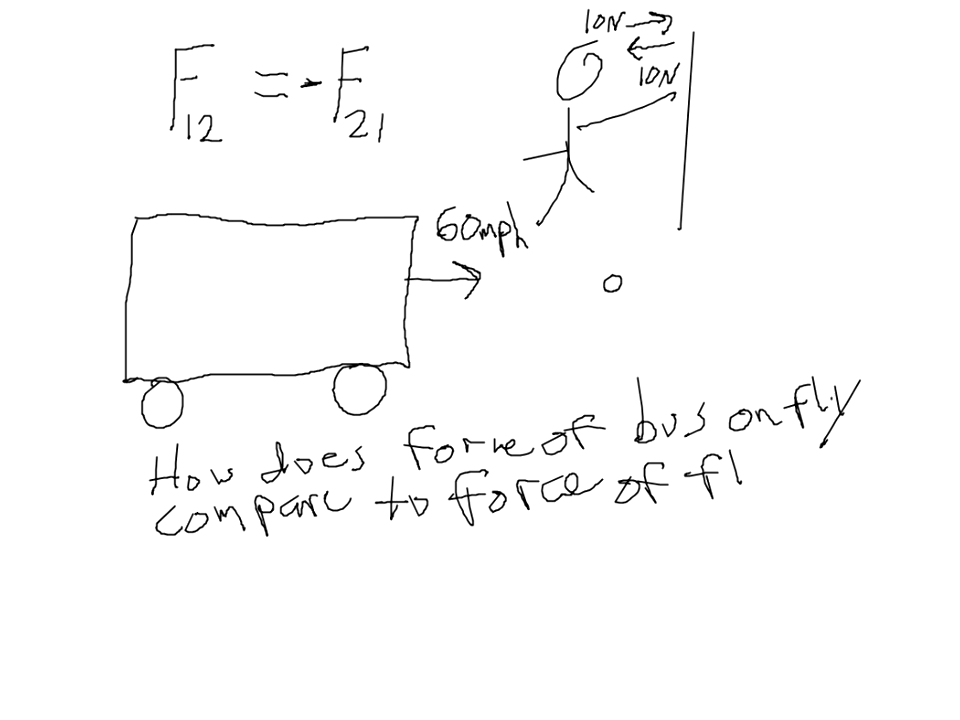 10N
F12 = -F21
10N
60mph
How does force of bus on fly
compare to force of fl